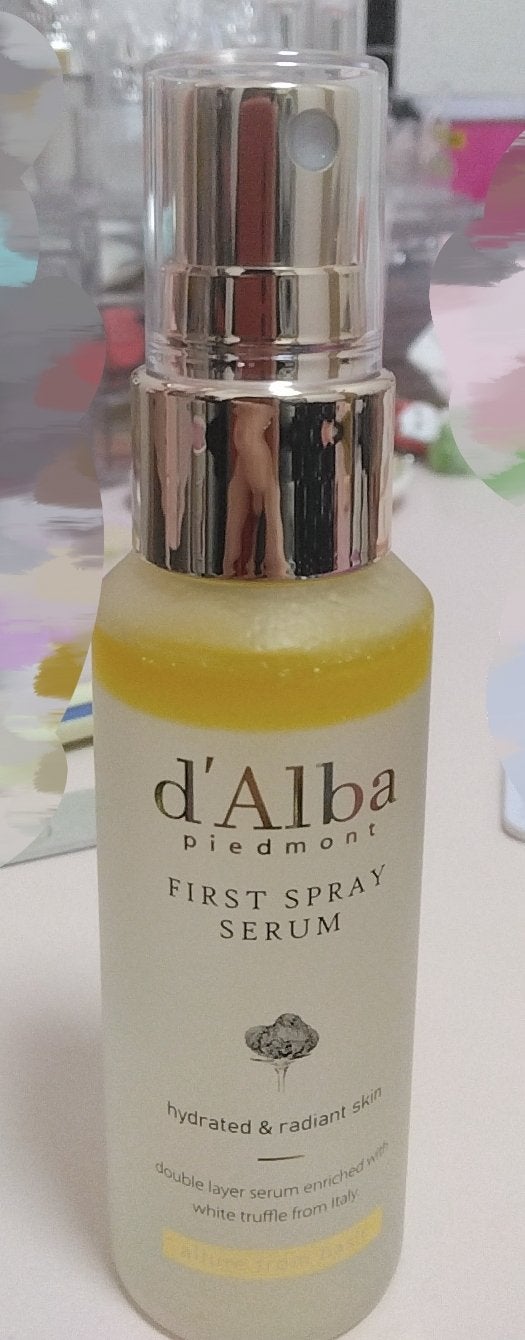 d'Alba
piedmont
FIRST SPRAY
SERUM
hydrated & radiant skin
double layer serum enriched with
white truffle from Italy.